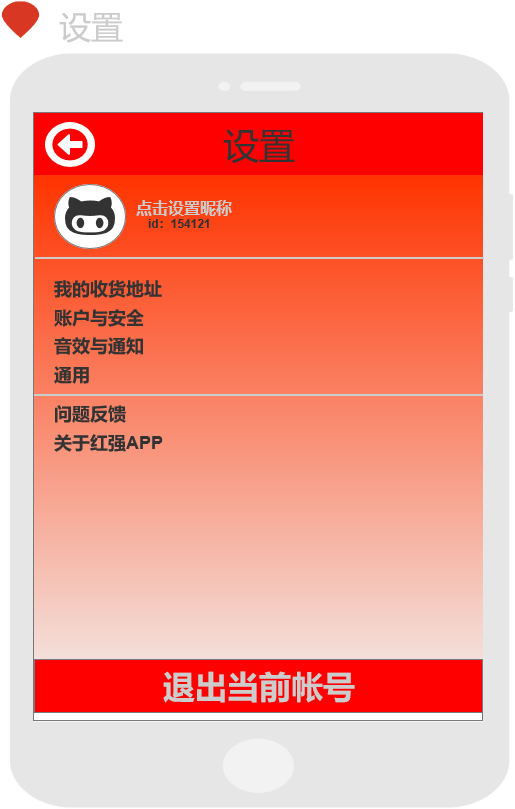 设置
设置
点击设置昵称
id：154121
我的收货地址
账户与安全
音效与通知
通用
问题反馈
关于红强APP
退出当前帐号